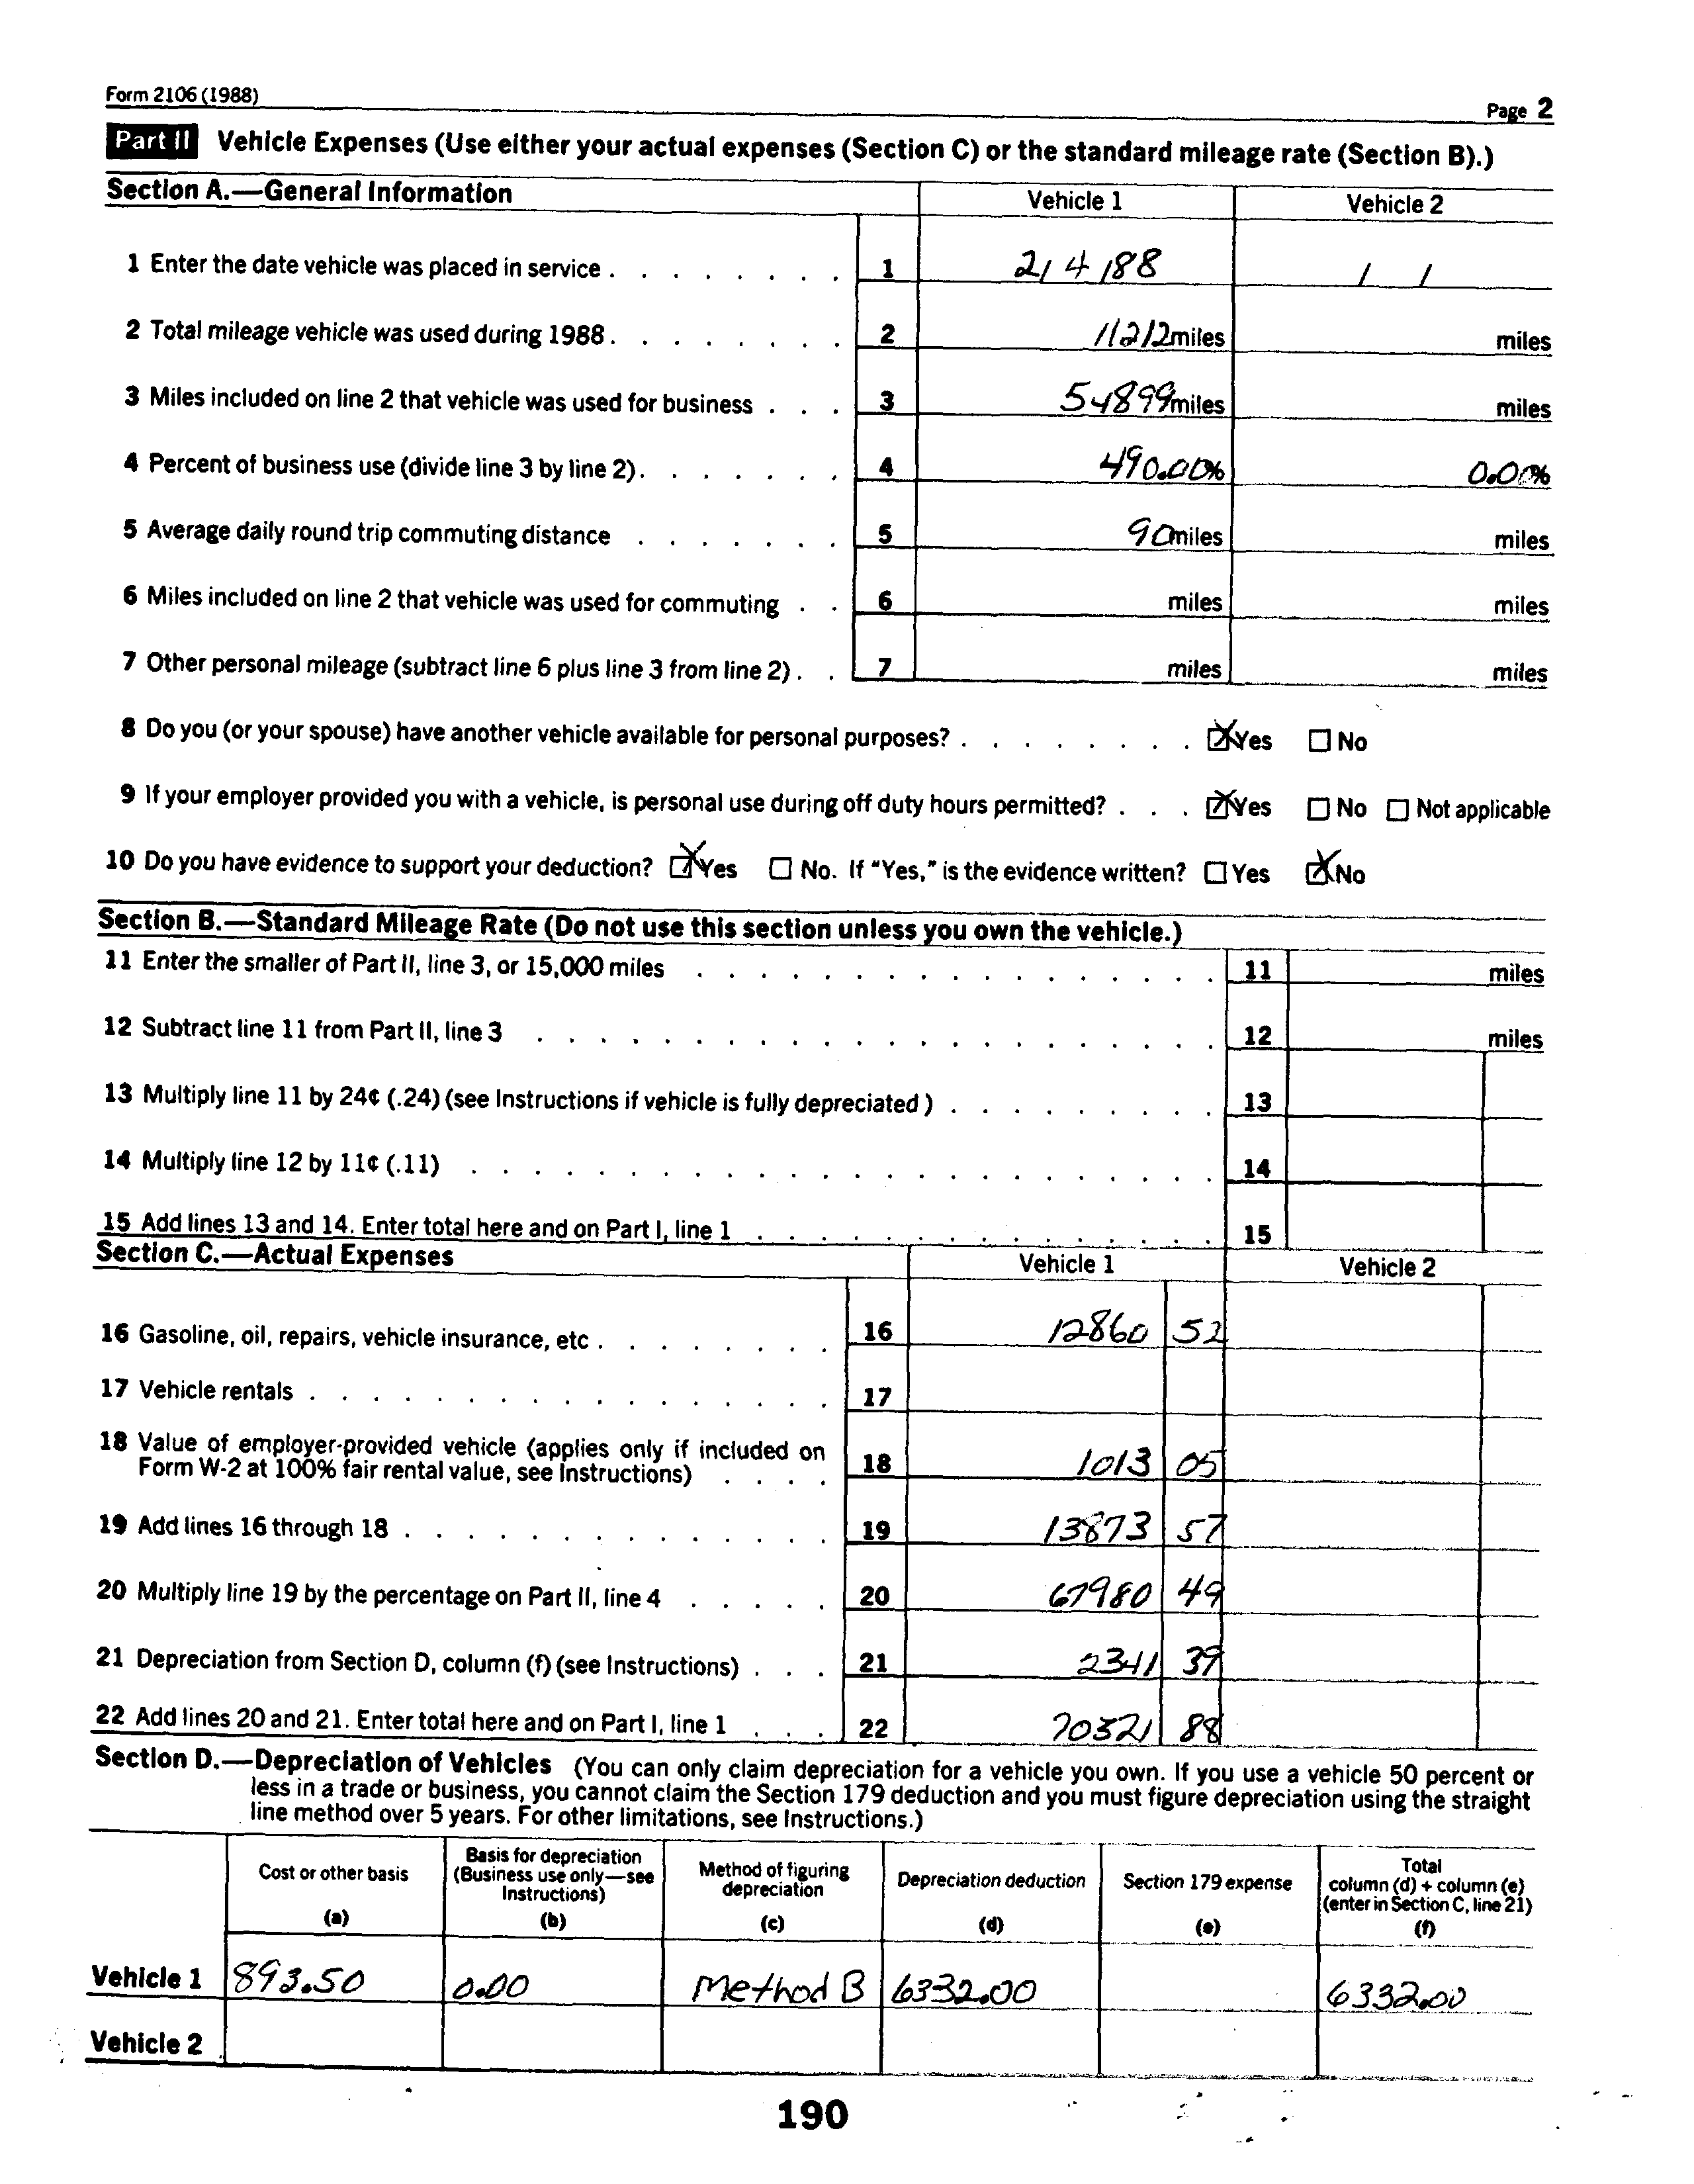 Form 2106 (1988)
Page 2
Part II Vehicle Expenses (Use either your actual expenses (Section C) or the standard mileage rate (Section B).)
Section A.—General Information Vehicle 1 Vehicle 2
1 Enter the date vehicle was placed in service . . . . . . . . 1 2/ 4 /88 / /
2 Total mileage vehicle was used during 1988 . . . . . . . . 2 11212 miles miles
3 Miles included on line 2 that vehicle was used for business . . . 3 54899 miles miles
4 Percent of business use (divide line 3 by line 2) . . . . . . . 4 490.00% 0.00%
5 Average daily round trip commuting distance . . . . . . . 5 90 miles miles
6 Miles included on line 2 that vehicle was used for commuting . . 6 miles miles
7 Other personal mileage (subtract line 6 plus line 3 from line 2) . . 7 miles miles
8 Do you (or your spouse) have another vehicle available for personal purposes? . . . . . . . . ☒ Yes ☐ No
9 If your employer provided you with a vehicle, is personal use during off duty hours permitted? . . . ☒ Yes ☐ No ☐ Not applicable
10 Do you have evidence to support your deduction? ☒ Yes ☐ No. If "Yes," is the evidence written? ☐ Yes ☒ No
Section B.—Standard Mileage Rate (Do not use this section unless you own the vehicle.)
11 Enter the smaller of Part II, line 3, or 15,000 miles . . . . . . . . . . . . . . . . . 11 miles
12 Subtract line 11 from Part II, line 3 . . . . . . . . . . . . . . . . . . . . . . 12 miles
13 Multiply line 11 by 24¢ (.24) (see Instructions if vehicle is fully depreciated ) . . . . . . . . . 13
14 Multiply line 12 by 11¢ (.11) . . . . . . . . . . . . . . . . . . . . . . . . 14
15 Add lines 13 and 14. Enter total here and on Part I, line 1 . . . . . . . . . . . . . . . 15
Section C.—Actual Expenses Vehicle 1 Vehicle 2
16 Gasoline, oil, repairs, vehicle insurance, etc . . . . . . . . 16 12860 52
17 Vehicle rentals . . . . . . . . . . . . . . . . . 17
18 Value of employer-provided vehicle (applies only if included on
Form W-2 at 100% fair rental value, see Instructions) . . . . 18 1013 05
19 Add lines 16 through 18 . . . . . . . . . . . . . . 19 13873 57
20 Multiply line 19 by the percentage on Part II, line 4 . . . . . 20 67980 49
21 Depreciation from Section D, column (f) (see Instructions) . . . 21 2341 39
22 Add lines 20 and 21. Enter total here and on Part I, line 1 . . . 22 70321 88
Section D.—Depreciation of Vehicles (You can only claim depreciation for a vehicle you own. If you use a vehicle 50 percent or
less in a trade or business, you cannot claim the Section 179 deduction and you must figure depreciation using the straight
line method over 5 years. For other limitations, see Instructions.)
Cost or other basis (a) Basis for depreciation (Business use only—see Instructions) (b) Method of figuring depreciation (c) Depreciation deduction (d) Section 179 expense (e) Total column (d) + column (e) (enter in Section C, line 21) (f)
Vehicle 1 893.50 0.00 Method B 6332.00 6332.00
Vehicle 2
190